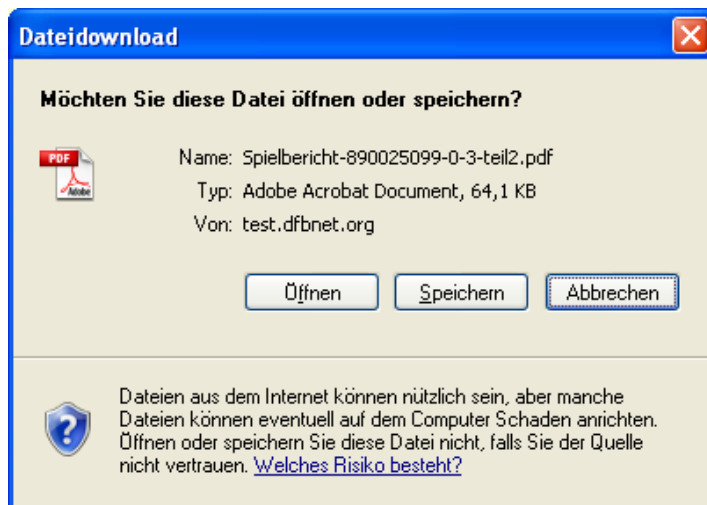 Dateidownload
Möchten Sie diese Datei öffnen oder speichern?
PDF
Adobe
Name: Spielbericht-890025099-0-3-teil2.pdf
Typ: Adobe Acrobat Document, 64,1 KB
Von: test.dfbnet.org
Öffnen Speichern Abbrechen
Dateien aus dem Internet können nützlich sein, aber manche
Dateien können eventuell auf dem Computer Schaden anrichten.
Öffnen oder speichern Sie diese Datei nicht, falls Sie der Quelle
nicht vertrauen. Welches Risiko besteht?